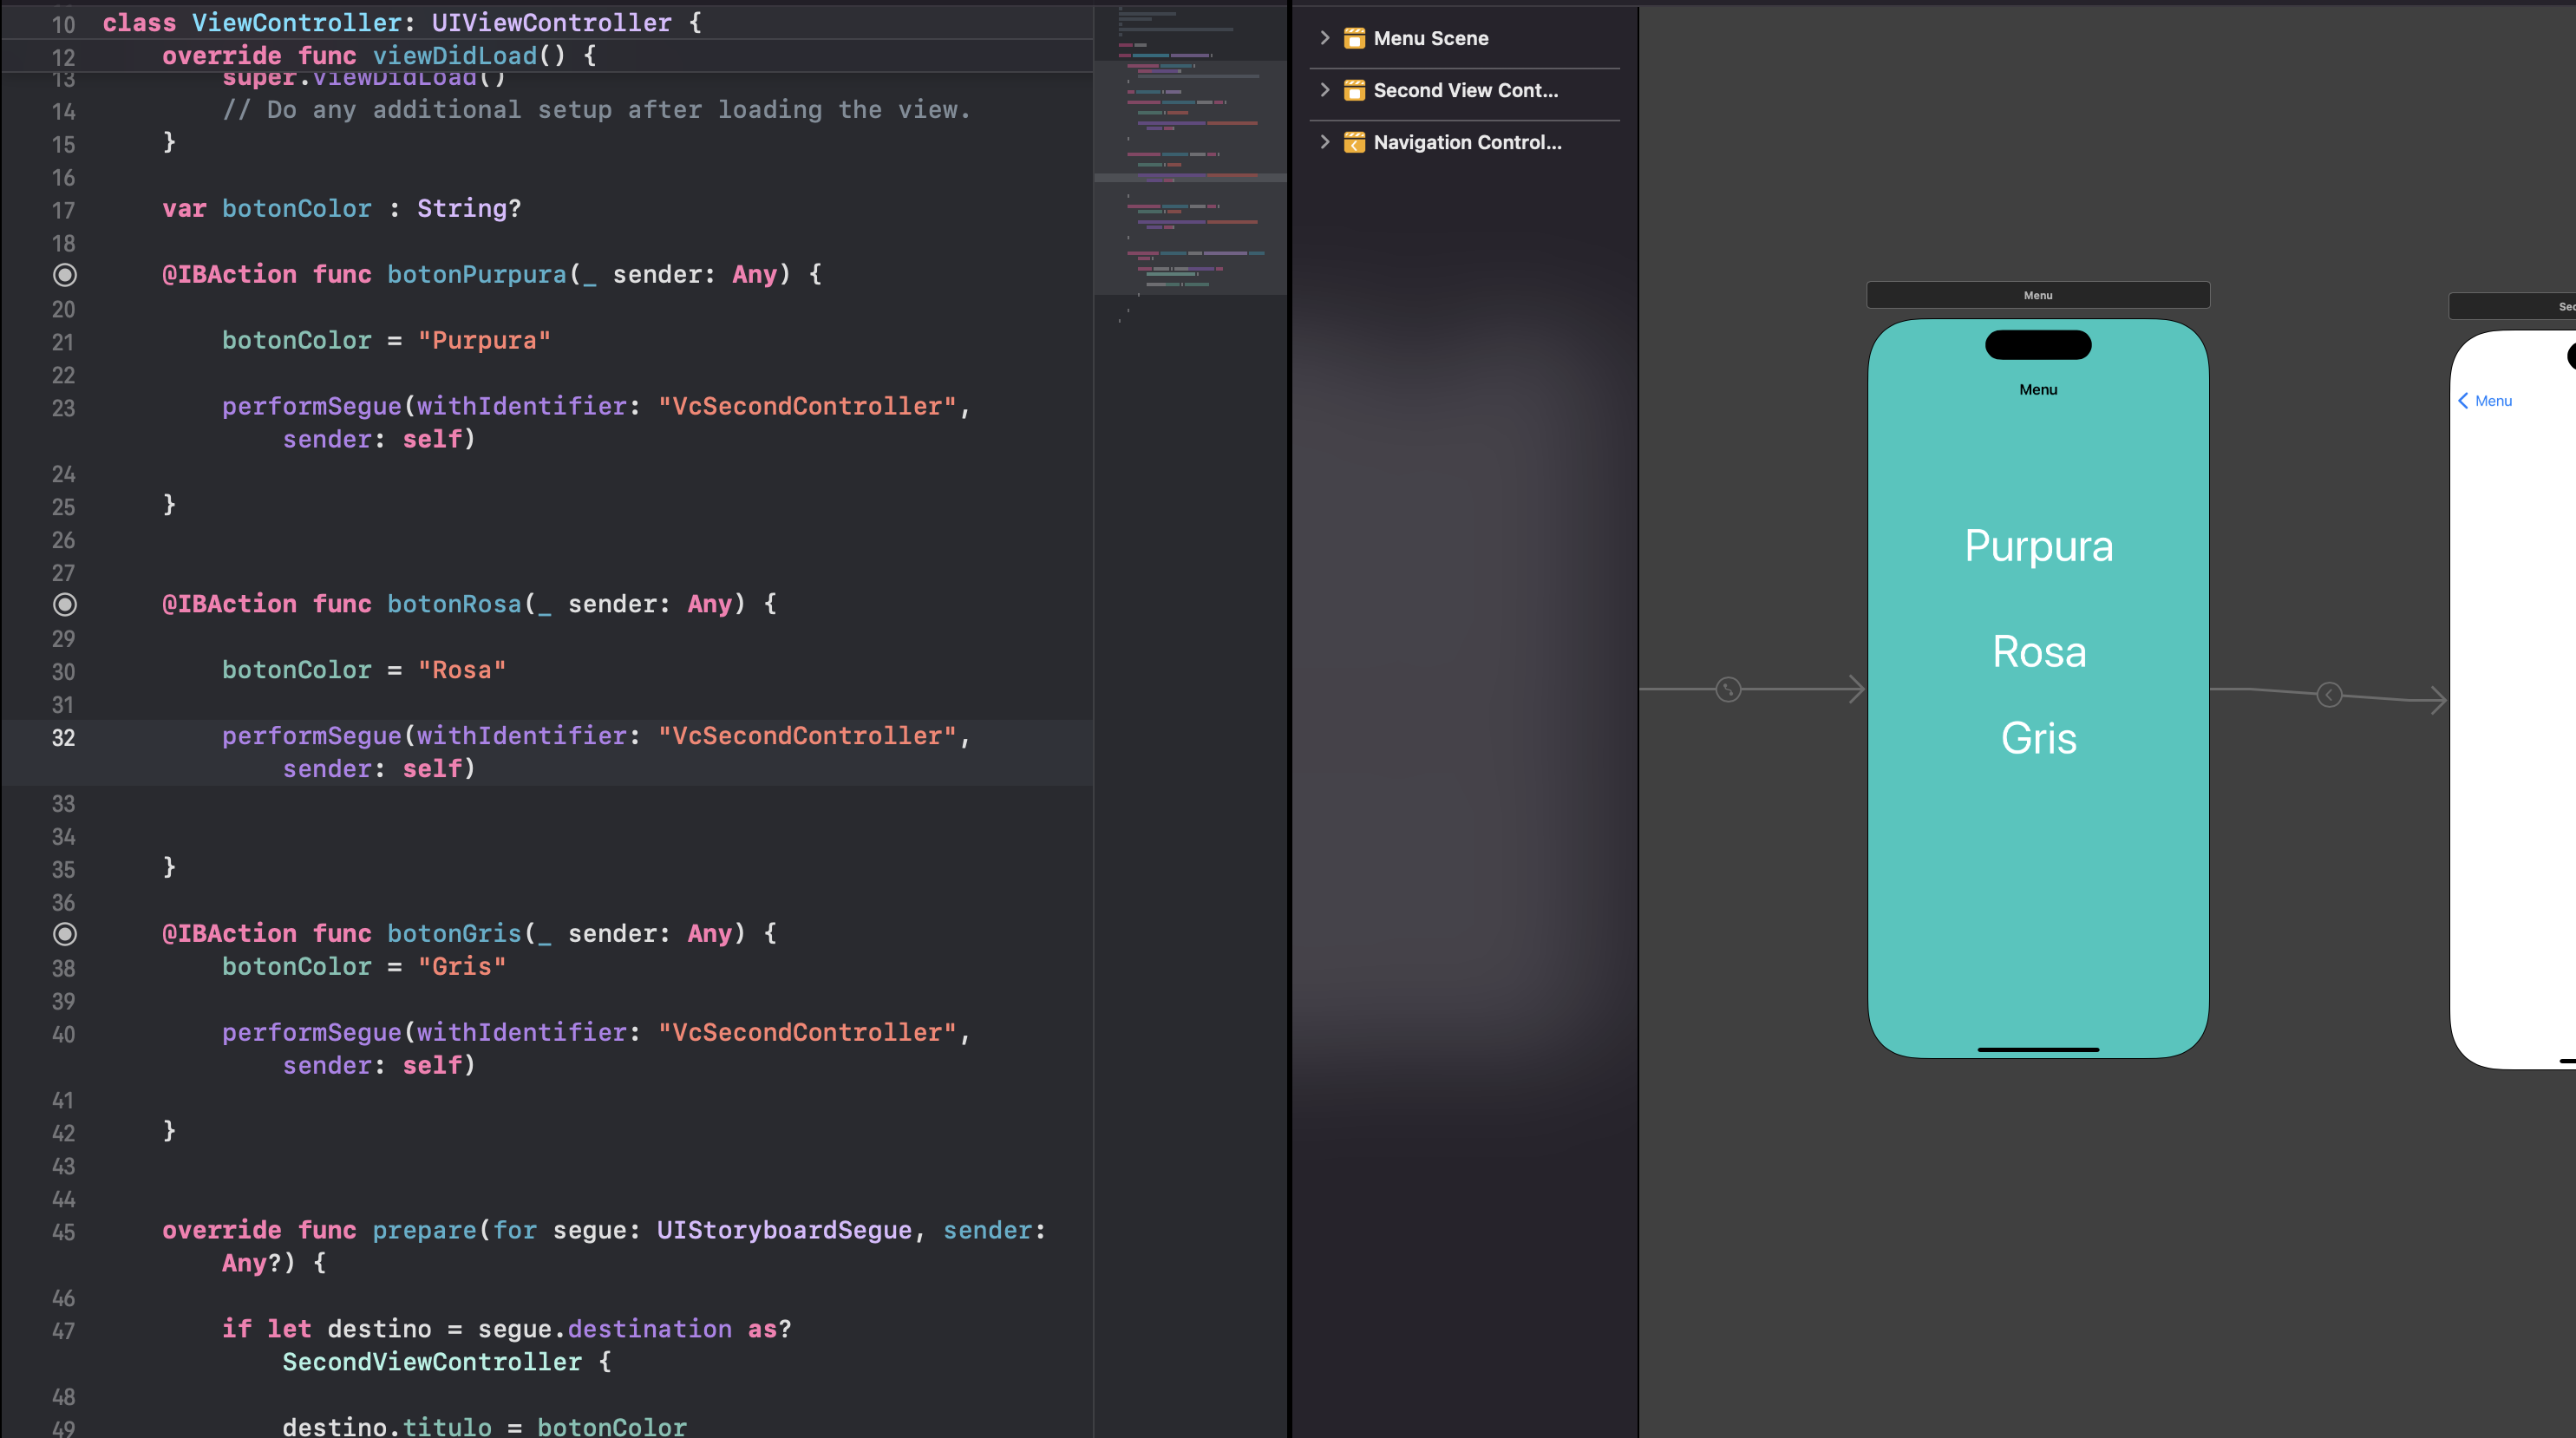 10 class ViewController: UIViewController {
12 override func viewDidLoad() {
13 super.viewDidLoad()
14 // Do any additional setup after loading the view.
15 }
16
17 var botonColor : String?
18
@IBAction func botonPurpura(_ sender: Any) {
20
21 botonColor = "Purpura"
22
23 performSegue(withIdentifier: "VcSecondController",
sender: self)
24
25 }
26
27
@IBAction func botonRosa(_ sender: Any) {
29
30 botonColor = "Rosa"
31
32 performSegue(withIdentifier: "VcSecondController",
sender: self)
33
34
35 }
36
@IBAction func botonGris(_ sender: Any) {
38 botonColor = "Gris"
39
40 performSegue(withIdentifier: "VcSecondController",
sender: self)
41
42 }
43
44
45 override func prepare(for segue: UIStoryboardSegue, sender:
Any?) {
46
47 if let destino = segue.destination as?
SecondViewController {
48
49 destino.titulo = botonColor
Menu Scene
Second View Cont...
Navigation Control...
Menu
Menu
Purpura
Rosa
Gris
Sec
Menu